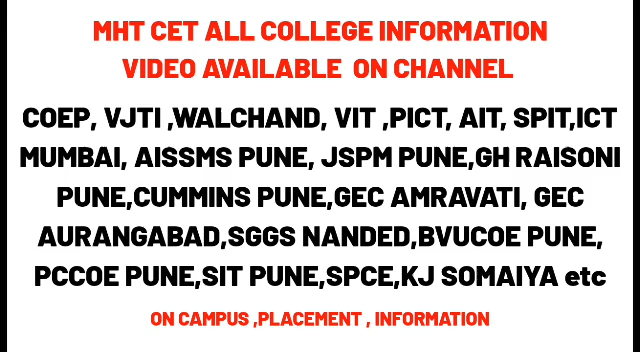 MHT CET ALL COLLEGE INFORMATION
VIDEO AVAILABLE ON CHANNEL
COEP, VJTI ,WALCHAND, VIT ,PICT, AIT, SPIT,ICT
MUMBAI, AISSMS PUNE, JSPM PUNE,GH RAISONI
PUNE,CUMMINS PUNE,GEC AMRAVATI, GEC
AURANGABAD,SGGS NANDED,BVUCOE PUNE,
PCCOE PUNE,SIT PUNE,SPCE,KJ SOMAIYA etc
ON CAMPUS ,PLACEMENT , INFORMATION